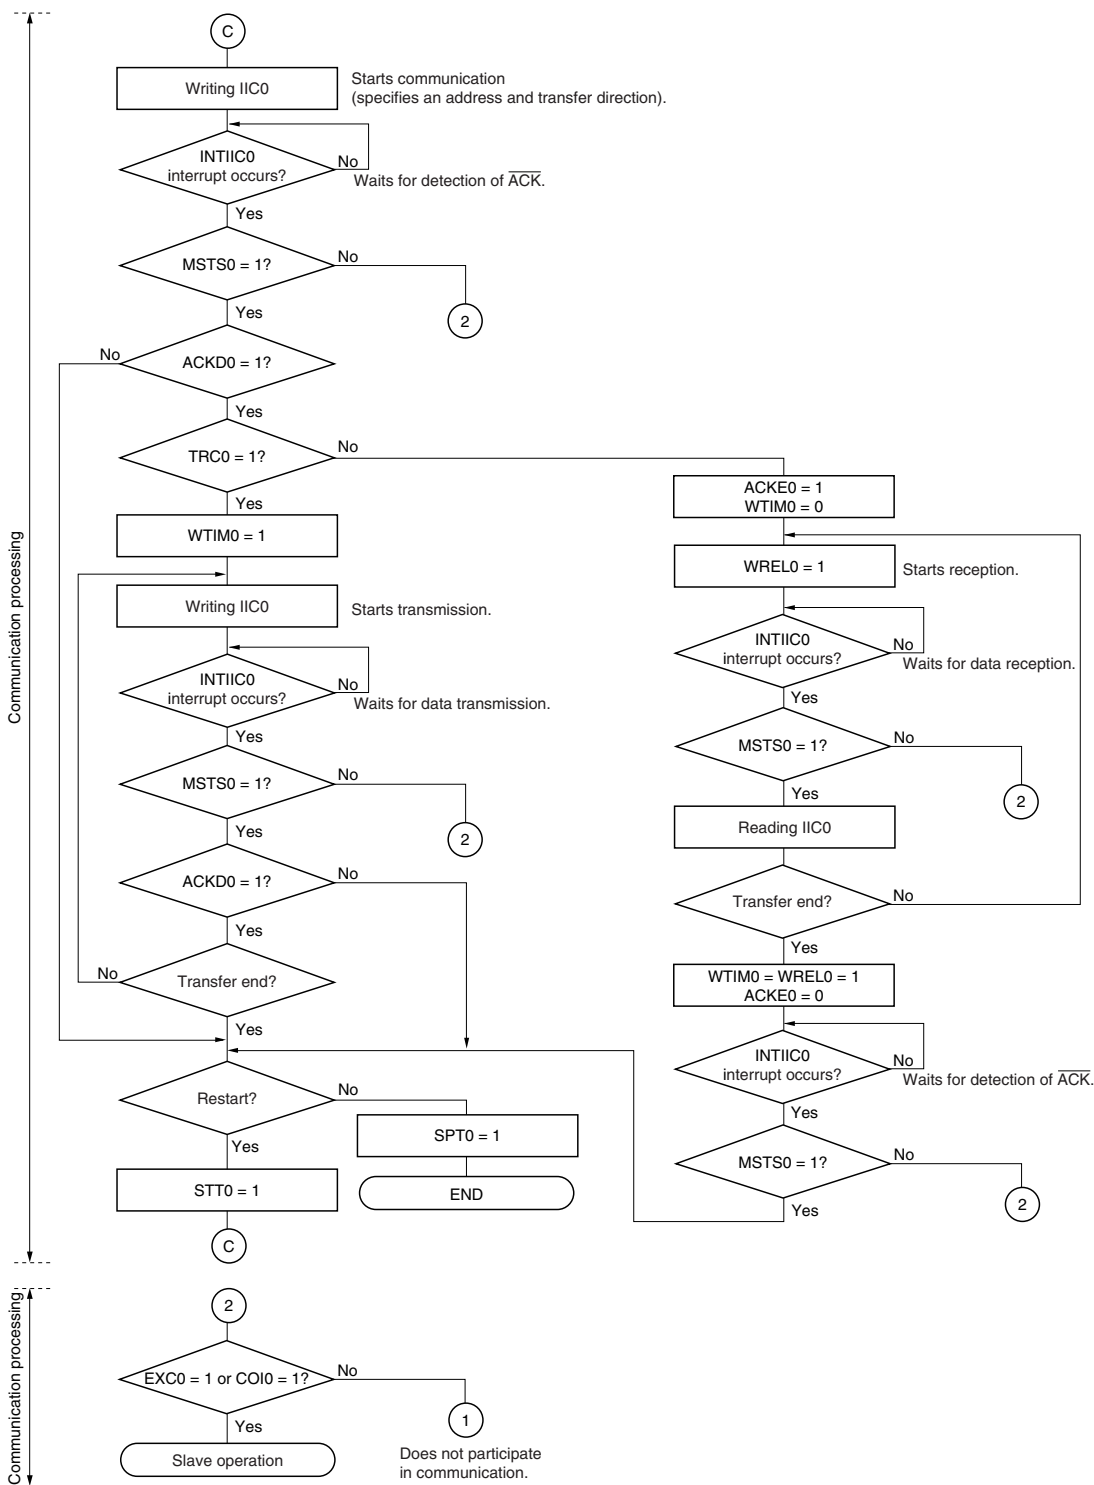 C
Writing IIC0
Starts communication
(specifies an address and transfer direction).
INTIIC0
interrupt occurs?
No
Waits for detection of ACK.
Yes
MSTS0 = 1?
No
2
Yes
ACKD0 = 1?
No
Yes
TRC0 = 1?
No
Yes
WTIM0 = 1
Writing IIC0
Starts transmission.
INTIIC0
interrupt occurs?
No
Waits for data transmission.
Yes
MSTS0 = 1?
No
2
Yes
ACKD0 = 1?
No
Yes
Transfer end?
No
Yes
Restart?
No
SPT0 = 1
END
Yes
STT0 = 1
C
ACKE0 = 1
WTIM0 = 0
WREL0 = 1
Starts reception.
INTIIC0
interrupt occurs?
No
Waits for data reception.
Yes
MSTS0 = 1?
No
2
Yes
Reading IIC0
Transfer end?
No
Yes
WTIM0 = WREL0 = 1
ACKE0 = 0
INTIIC0
interrupt occurs?
No
Waits for detection of ACK.
Yes
MSTS0 = 1?
No
2
Yes
Communication processing
2
EXC0 = 1 or COI0 = 1?
No
1
Does not participate
in communication.
Yes
Slave operation
Communication processing